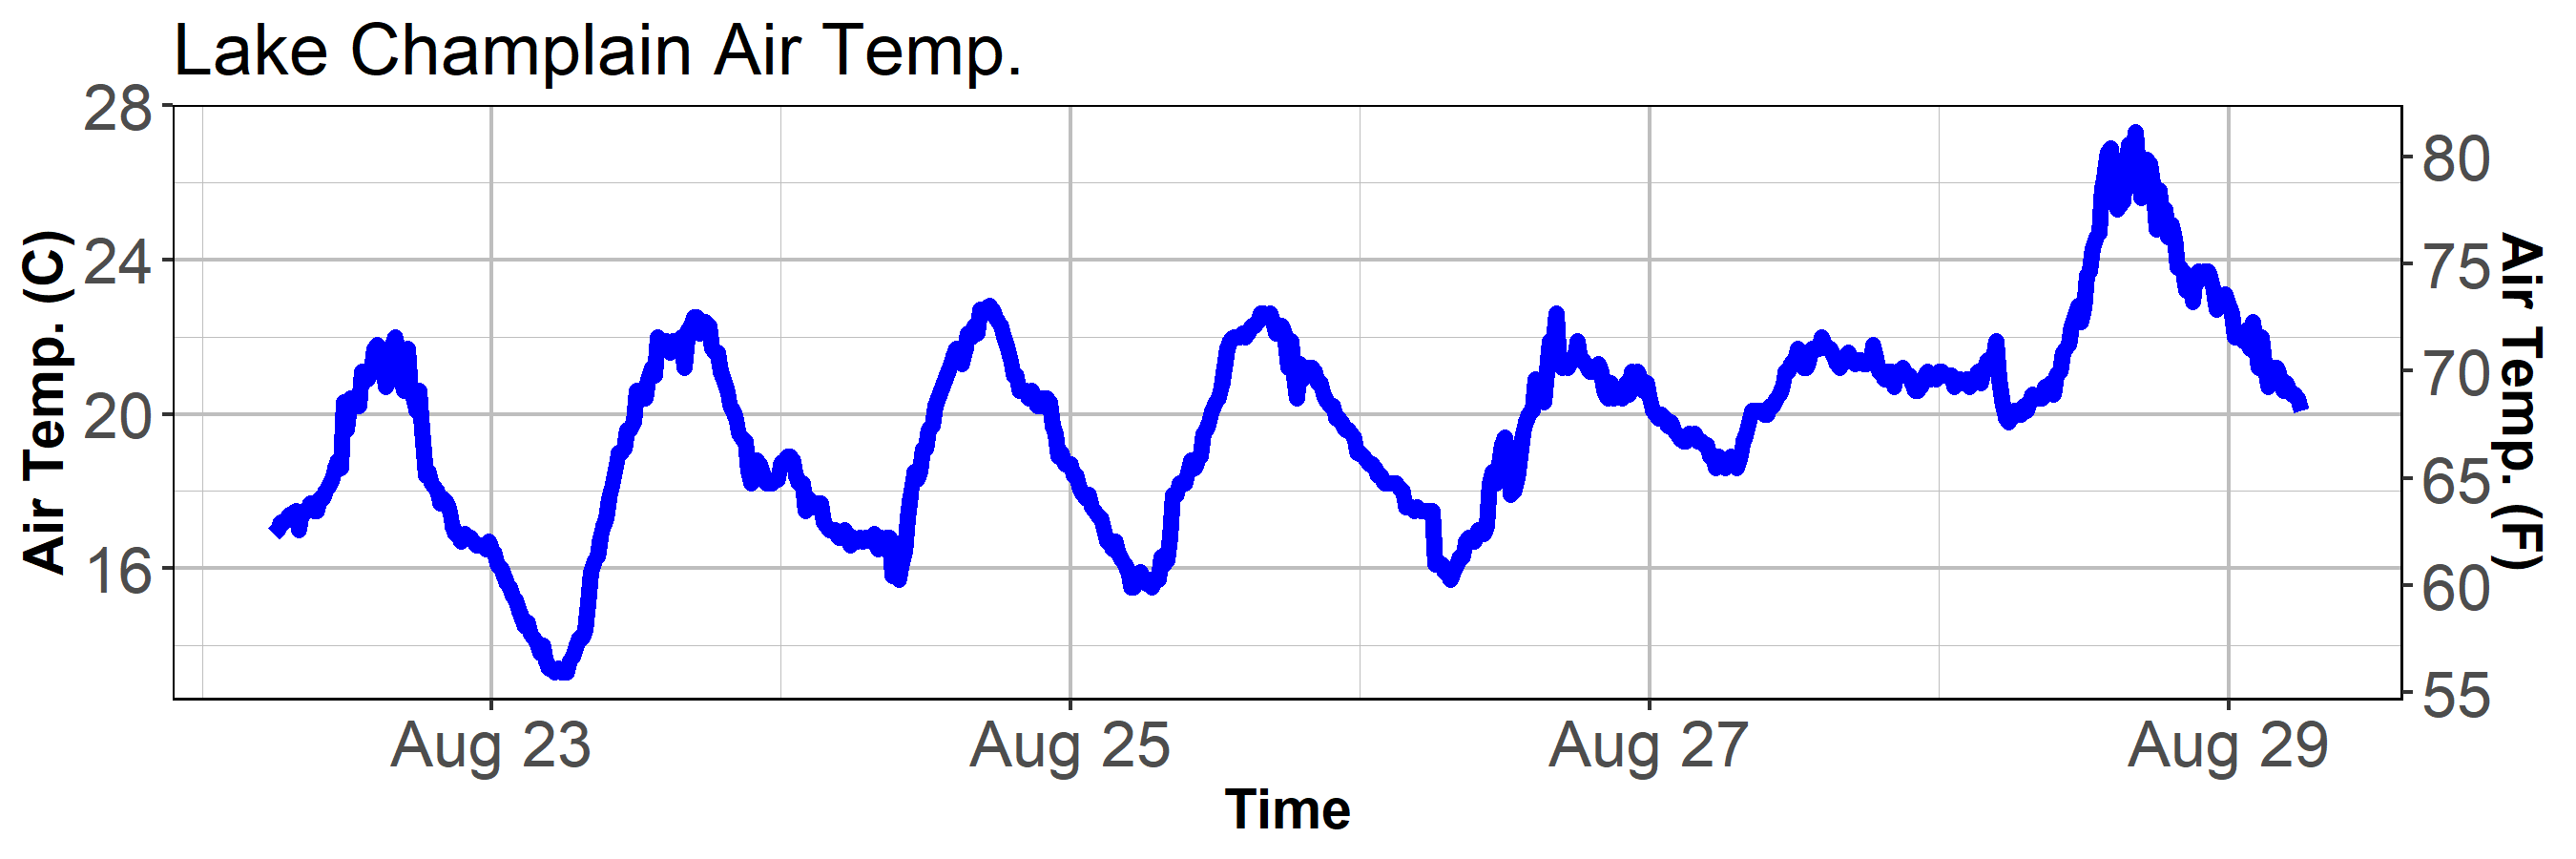 Lake Champlain Air Temp.
28
24
20
16
Air Temp. (C)
80
75
70
65
60
55
Air Temp. (F)
Aug 23
Aug 25
Aug 27
Aug 29
Time